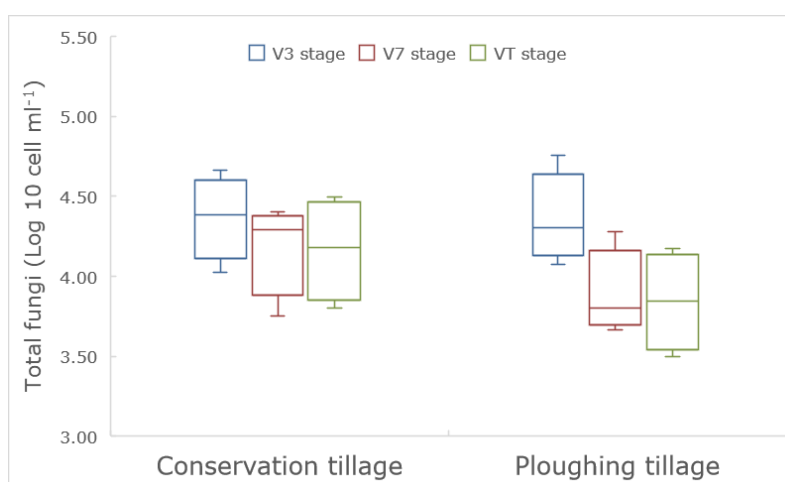 5.50
V3 stage V7 stage VT stage
5.00
4.50
4.00
3.50
3.00
Total fungi (Log 10 cell ml⁻¹)
Conservation tillage Ploughing tillage